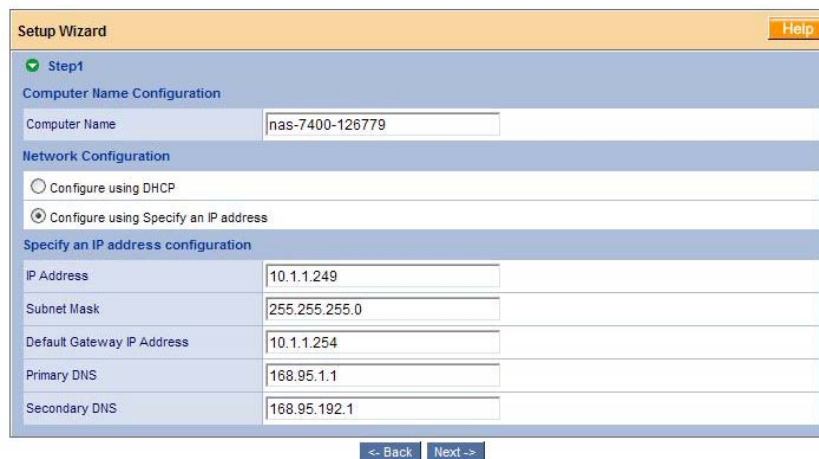 Setup Wizard
Help
Step1
Computer Name Configuration
Computer Name nas-7400-126779
Network Configuration
Configure using DHCP
Configure using Specify an IP address
Specify an IP address configuration
IP Address 10.1.1.249
Subnet Mask 255.255.255.0
Default Gateway IP Address 10.1.1.254
Primary DNS 168.95.1.1
Secondary DNS 168.95.192.1
<- Back Next ->